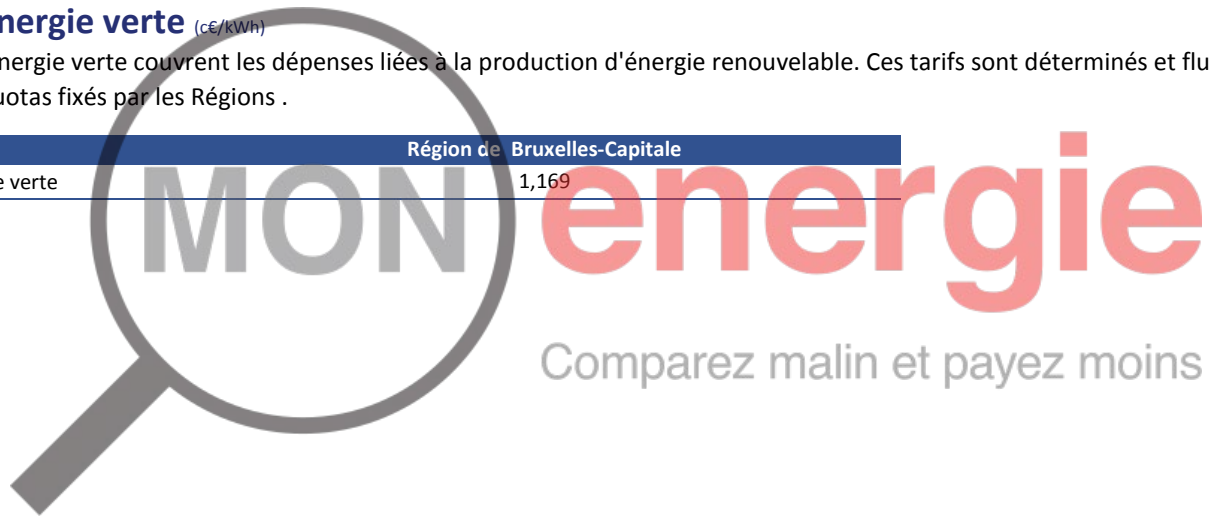 nergie verte (c€/kWh)
nergie verte couvrent les dépenses liées à la production d'énergie renouvelable. Ces tarifs sont déterminés et flu
uotas fixés par les Régions .
Région de Bruxelles-Capitale
e verte 1,169
MON energie
Comparez malin et payez moins